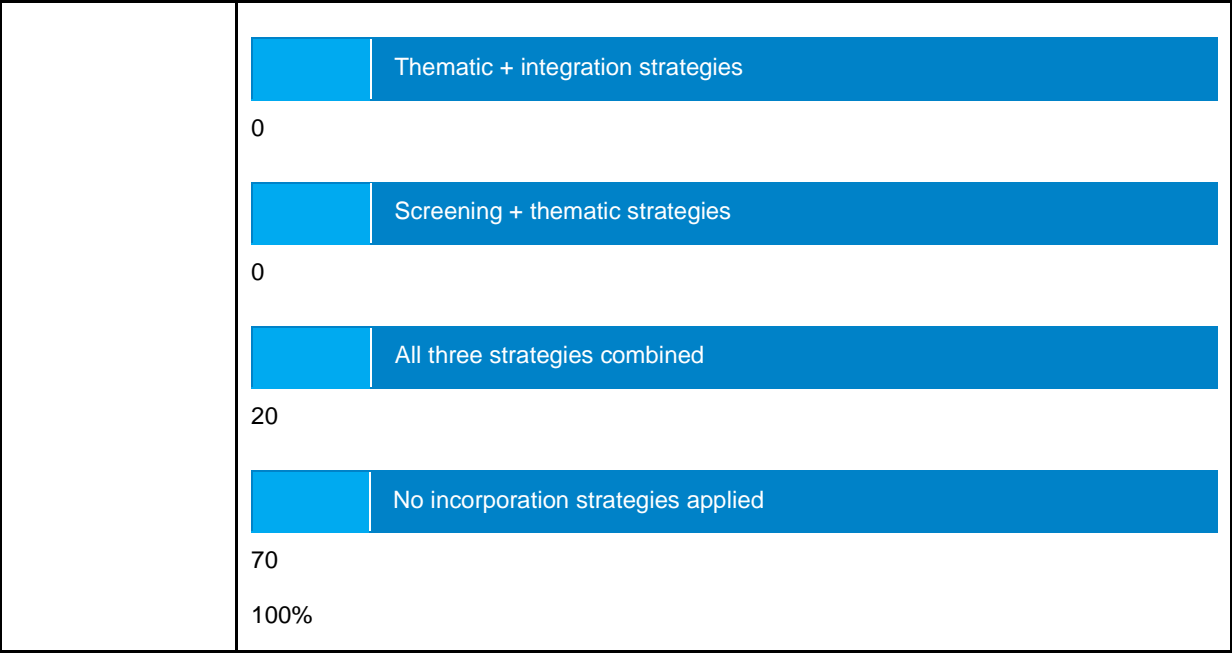 Thematic + integration strategies
0
Screening + thematic strategies
0
All three strategies combined
20
No incorporation strategies applied
70
100%